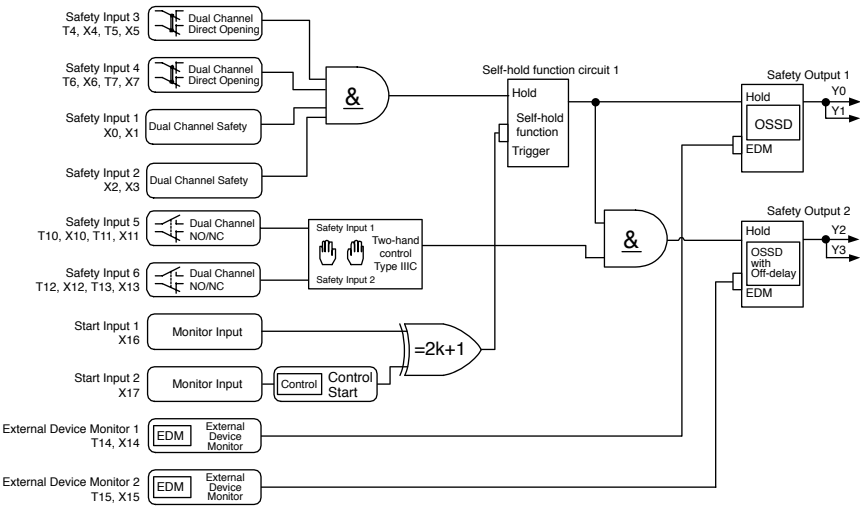 Safety Input 3
T4, X4, T5, X5
Dual Channel
Direct Opening
Safety Input 4
T6, X6, T7, X7
Dual Channel
Direct Opening
Safety Input 1
X0, X1
Dual Channel Safety
Safety Input 2
X2, X3
Dual Channel Safety
Safety Input 5
T10, X10, T11, X11
Dual Channel
NO/NC
Safety Input 6
T12, X12, T13, X13
Dual Channel
NO/NC
Start Input 1
X16
Monitor Input
Start Input 2
X17
Monitor Input
Control
Control
Start
External Device Monitor 1
T14, X14
EDM
External
Device
Monitor
External Device Monitor 2
T15, X15
EDM
External
Device
Monitor
&
Safety Input 1
Two-hand
control
Type IIIC
Safety Input 2
=2k+1
Self-hold function circuit 1
Hold
Self-hold
function
Trigger
&
Safety Output 1
Hold
OSSD
EDM
Y0
Y1
Safety Output 2
Hold
OSSD
with
Off-delay
EDM
Y2
Y3